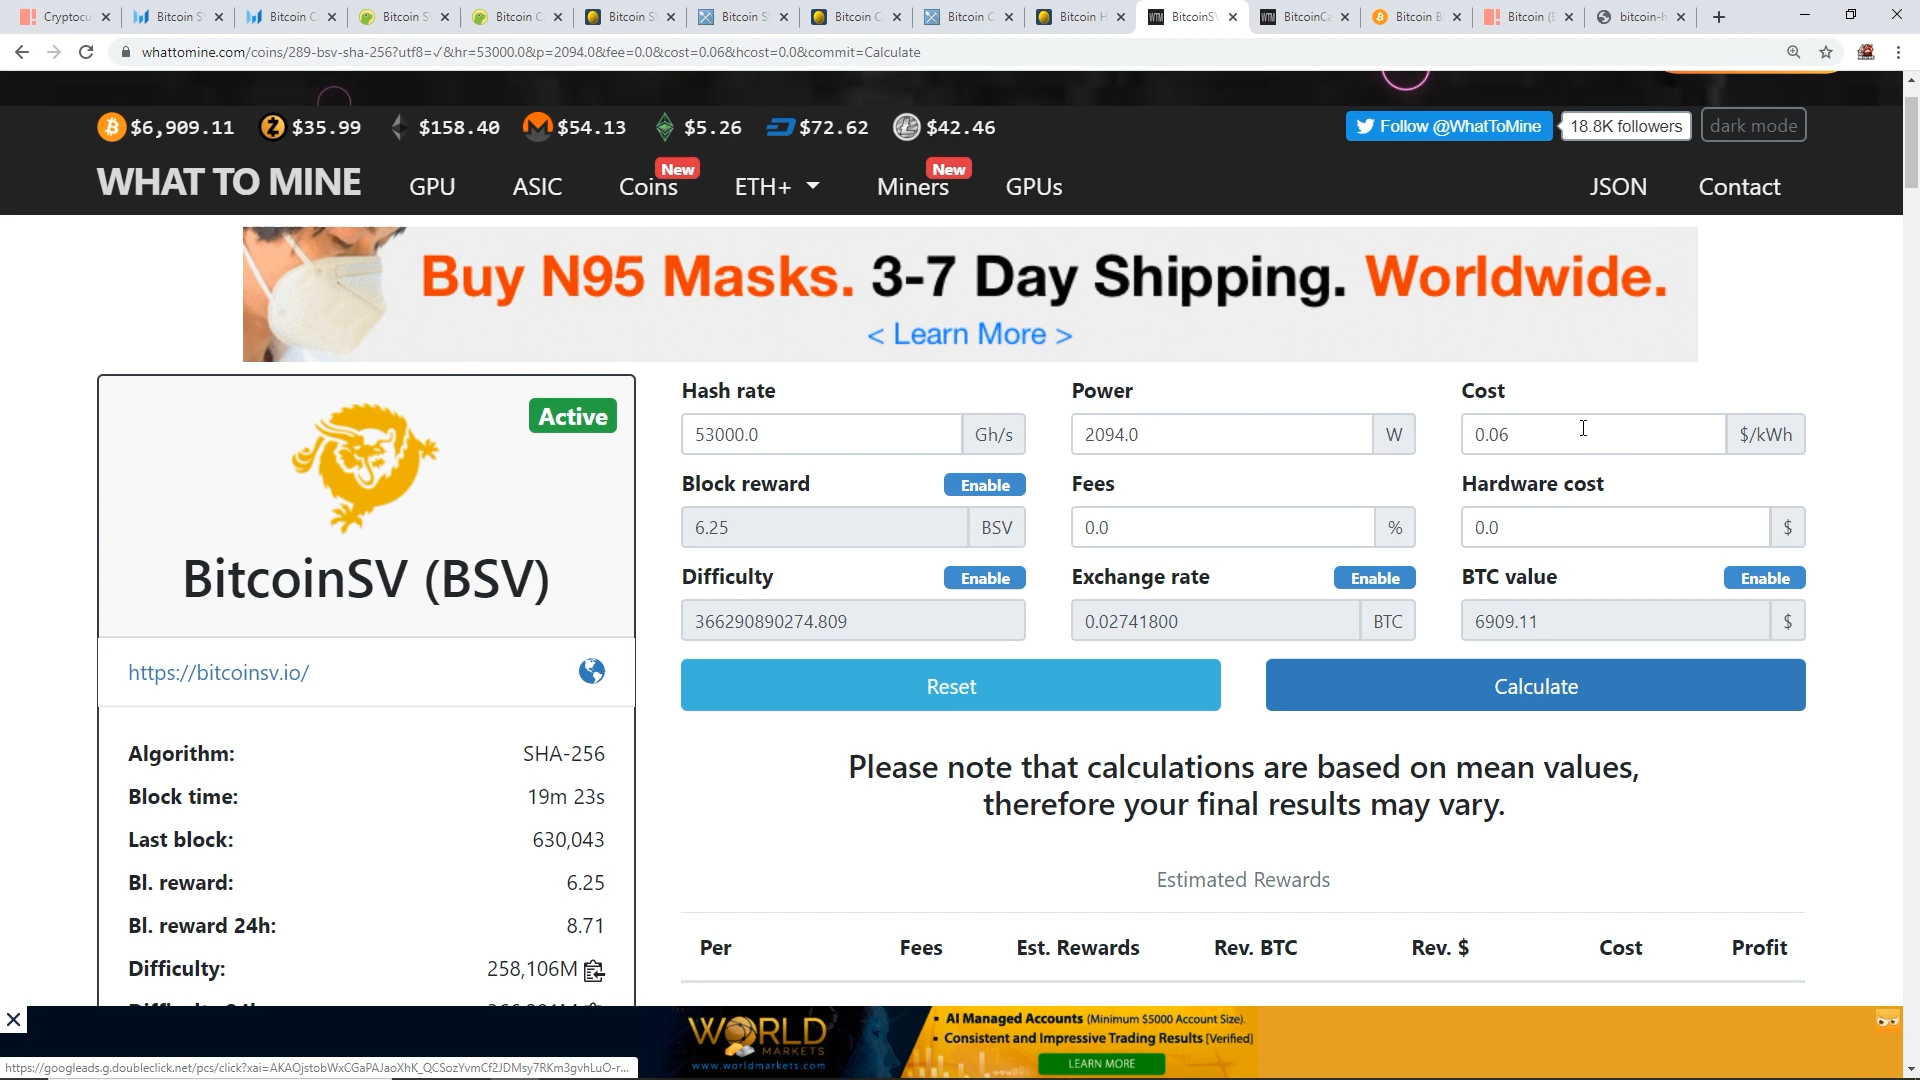 Cryptocu
Bitcoin S
Bitcoin C
Bitcoin S
Bitcoin C
Bitcoin S
Bitcoin S
Bitcoin C
Bitcoin C
Bitcoin H
BitcoinSV
BitcoinCa
Bitcoin B
Bitcoin (E
bitcoin-h
whattomine.com/coins/289-bsv-sha-256?utf8=✓&hr=53000.0&p=2094.0&fee=0.0&cost=0.06&hcost=0.0&commit=Calculate
$6,909.11 $35.99 $158.40 $54.13 $5.26 $72.62 $42.46
Follow @WhatToMine 18.8K followers dark mode
New New
WHAT TO MINE GPU ASIC Coins ETH+ Miners GPUs JSON Contact
Buy N95 Masks. 3-7 Day Shipping. Worldwide.
< Learn More >
Active
BitcoinSV (BSV)
https://bitcoinsv.io/
Algorithm: SHA-256
Block time: 19m 23s
Last block: 630,043
Bl. reward: 6.25
Bl. reward 24h: 8.71
Difficulty: 258,106M
Hash rate Power Cost
53000.0 Gh/s 2094.0 W 0.06 $/kWh
Block reward Enable Fees Hardware cost
6.25 BSV 0.0 % 0.0 $
Difficulty Enable Exchange rate Enable BTC value Enable
366290890274.809 0.02741800 BTC 6909.11 $
Reset Calculate
Please note that calculations are based on mean values,
therefore your final results may vary.
Estimated Rewards
Per Fees Est. Rewards Rev. BTC Rev. $ Cost Profit
WORLD
MARKETS
www.worldmarkets.com
AI Managed Accounts (Minimum $5000 Account Size).
Consistent and Impressive Trading Results [Verified]
LEARN MORE